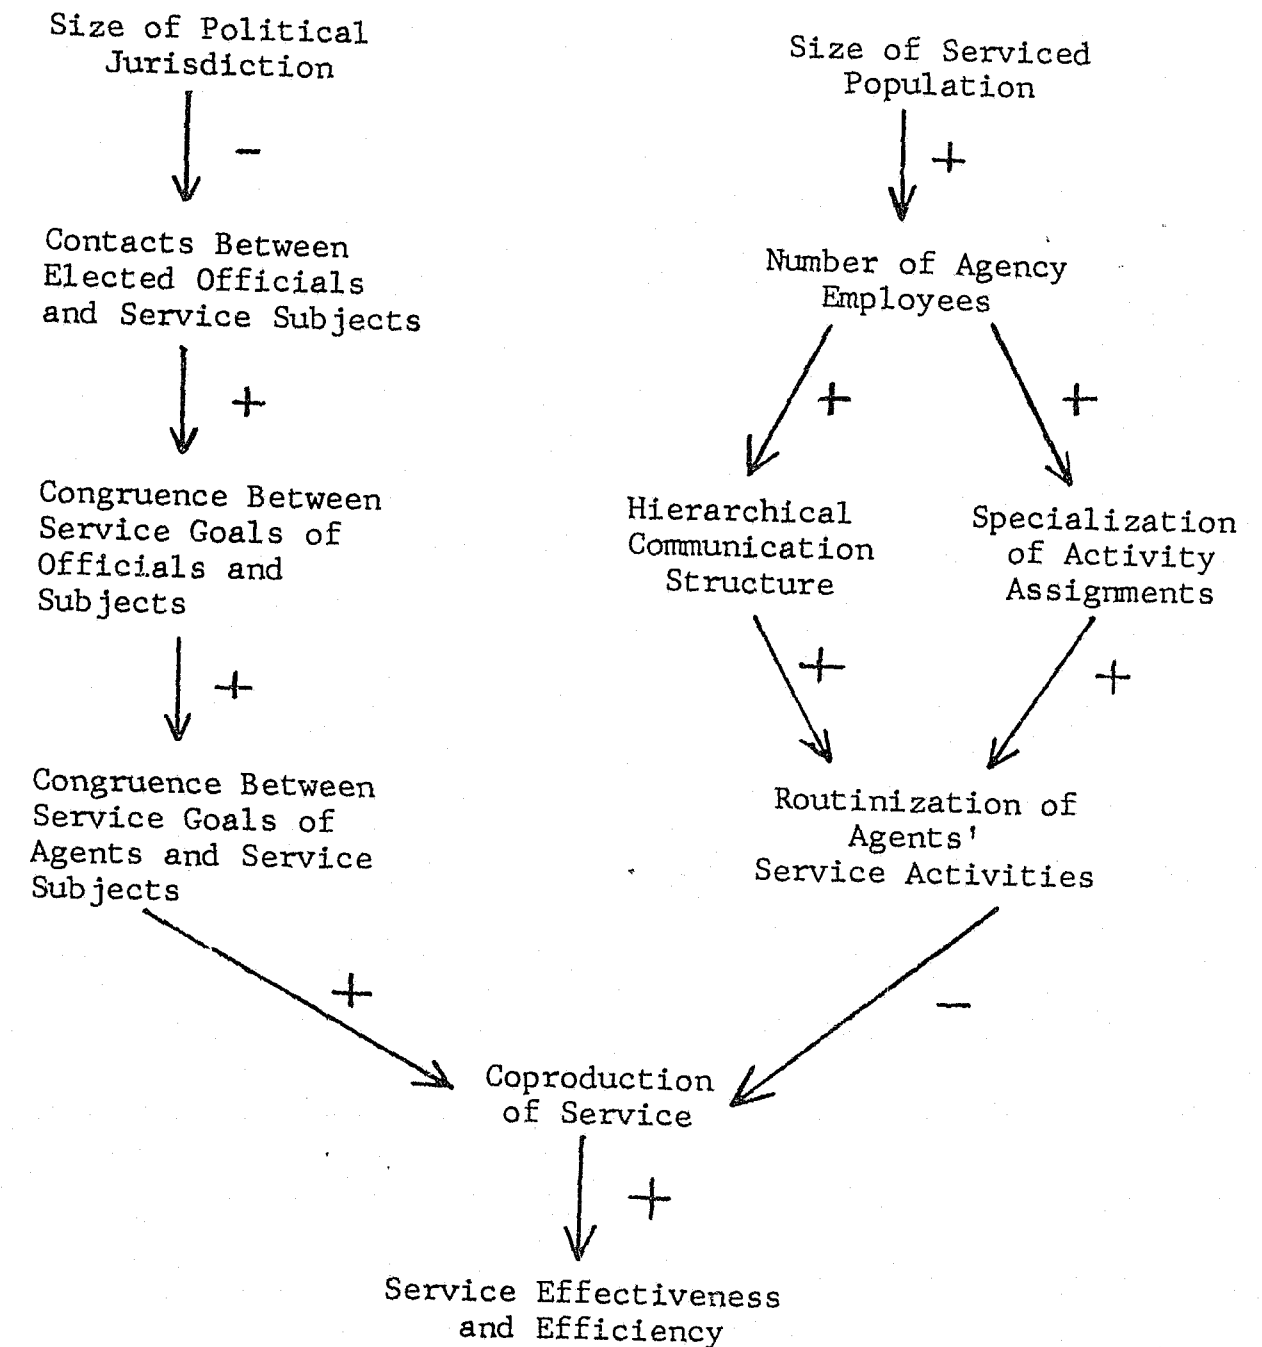 Size of Political
Jurisdiction
-
Contacts Between
Elected Officials
and Service Subjects
+
Congruence Between
Service Goals of
Officials and
Subjects
+
Congruence Between
Service Goals of
Agents and Service
Subjects
+
Size of Serviced
Population
+
Number of Agency
Employees
+
+
Hierarchical
Communication
Structure
Specialization
of Activity
Assignments
+
+
Routinization of
Agents'
Service Activities
-
Coproduction
of Service
+
Service Effectiveness
and Efficiency